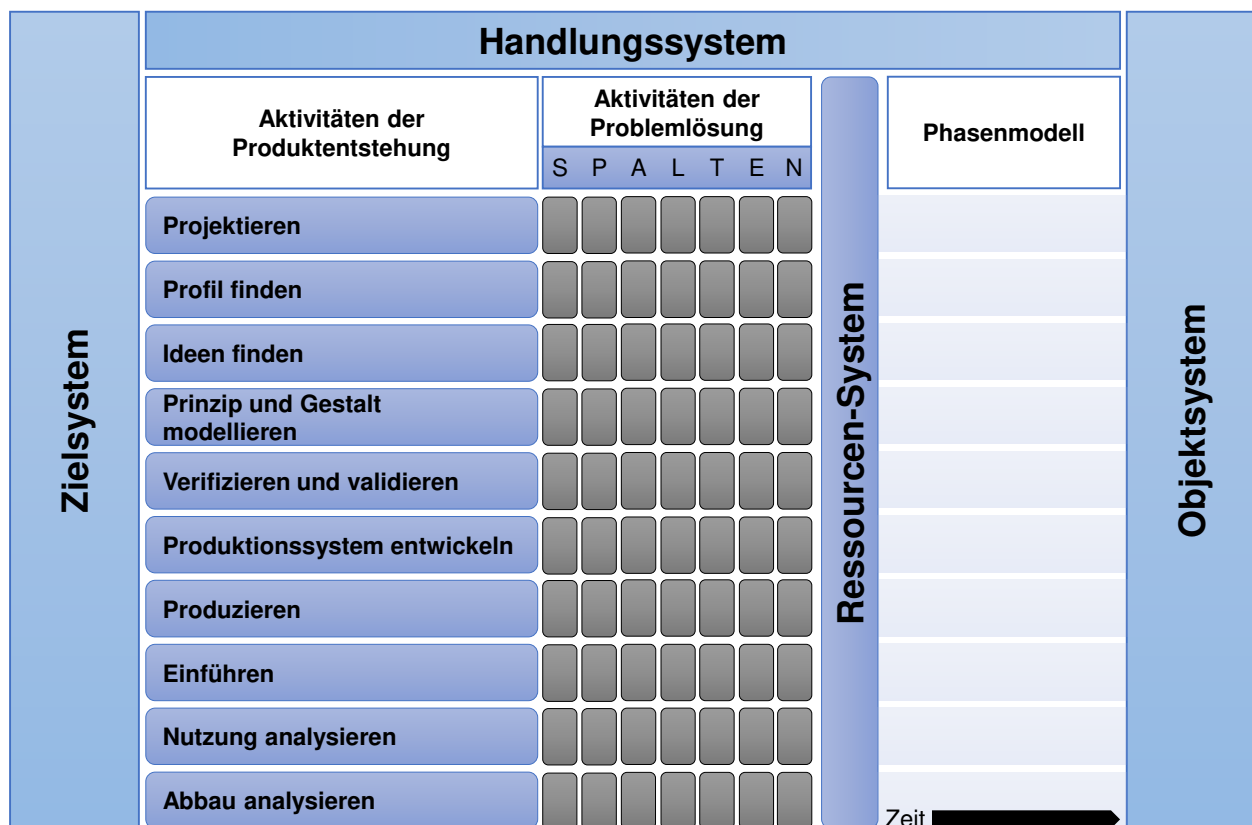 Zielsystem
Handlungssystem
Aktivitäten der
Produktentstehung
Aktivitäten der
Problemlösung
S P A L T E N
Ressourcen-System
Phasenmodell
Objektsystem
Projektieren
Profil finden
Ideen finden
Prinzip und Gestalt
modellieren
Verifizieren und validieren
Produktionssystem entwickeln
Produzieren
Einführen
Nutzung analysieren
Abbau analysieren
Zeit